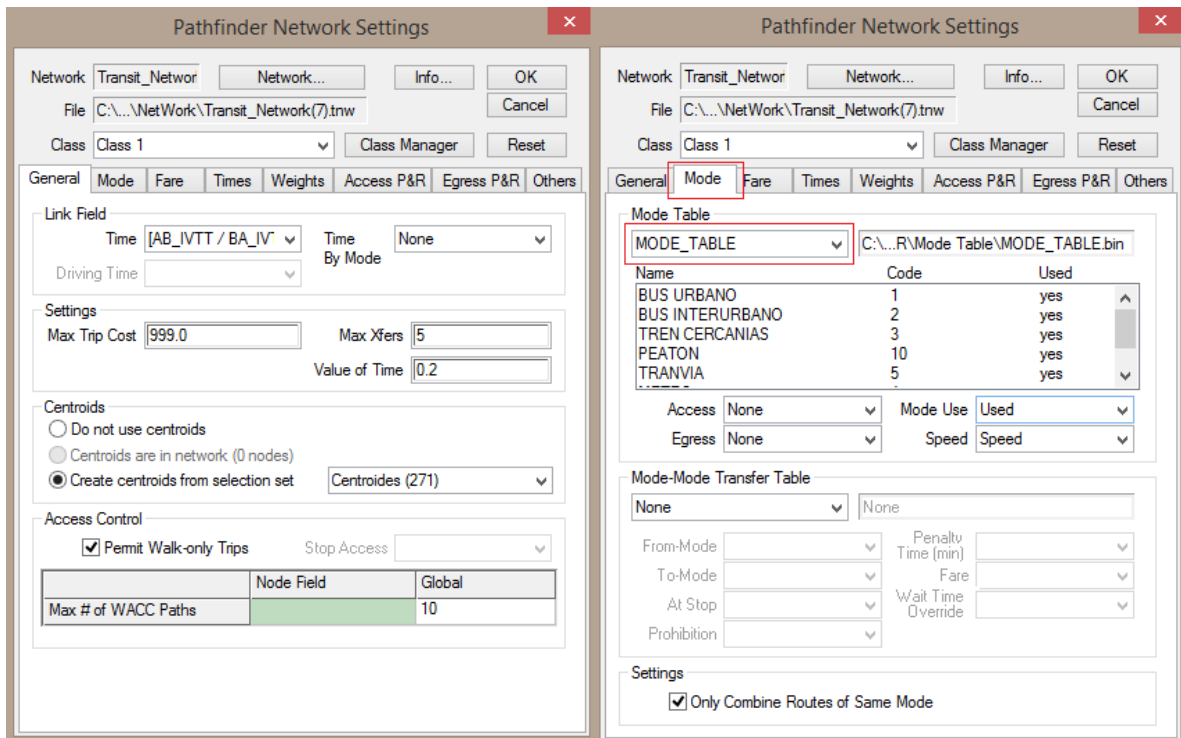 Pathfinder Network Settings
Network Transit_Networ Network... Info... OK
File C:\...\NetWork\Transit_Network(7).tnw Cancel
Class Class 1 Class Manager Reset
General Mode Fare Times Weights Access P&R Egress P&R Others
Link Field
Time [AB_IVTT / BA_IVT Time By Mode None
Driving Time
Settings
Max Trip Cost 999.0 Max Xfers 5
Value of Time 0.2
Centroids
Do not use centroids
Centroids are in network (0 nodes)
Create centroids from selection set Centroides (271)
Access Control
Permit Walk-only Trips Stop Access
Node Field Global
Max # of WACC Paths 10
Pathfinder Network Settings
Network Transit_Networ Network... Info... OK
File C:\...\NetWork\Transit_Network(7).tnw Cancel
Class Class 1 Class Manager Reset
General Mode Fare Times Weights Access P&R Egress P&R Others
Mode Table
MODE_TABLE C:\...R\Mode Table\MODE_TABLE.bin
Name Code Used
BUS URBANO 1 yes
BUS INTERURBANO 2 yes
TREN CERCANIAS 3 yes
PEATON 10 yes
TRANVIA 5 yes
Access None Mode Use Used
Egress None Speed Speed
Mode-Mode Transfer Table
None None
From-Mode Penalty Time (min)
To-Mode Fare
At Stop Wait Time Override
Prohibition
Settings
Only Combine Routes of Same Mode